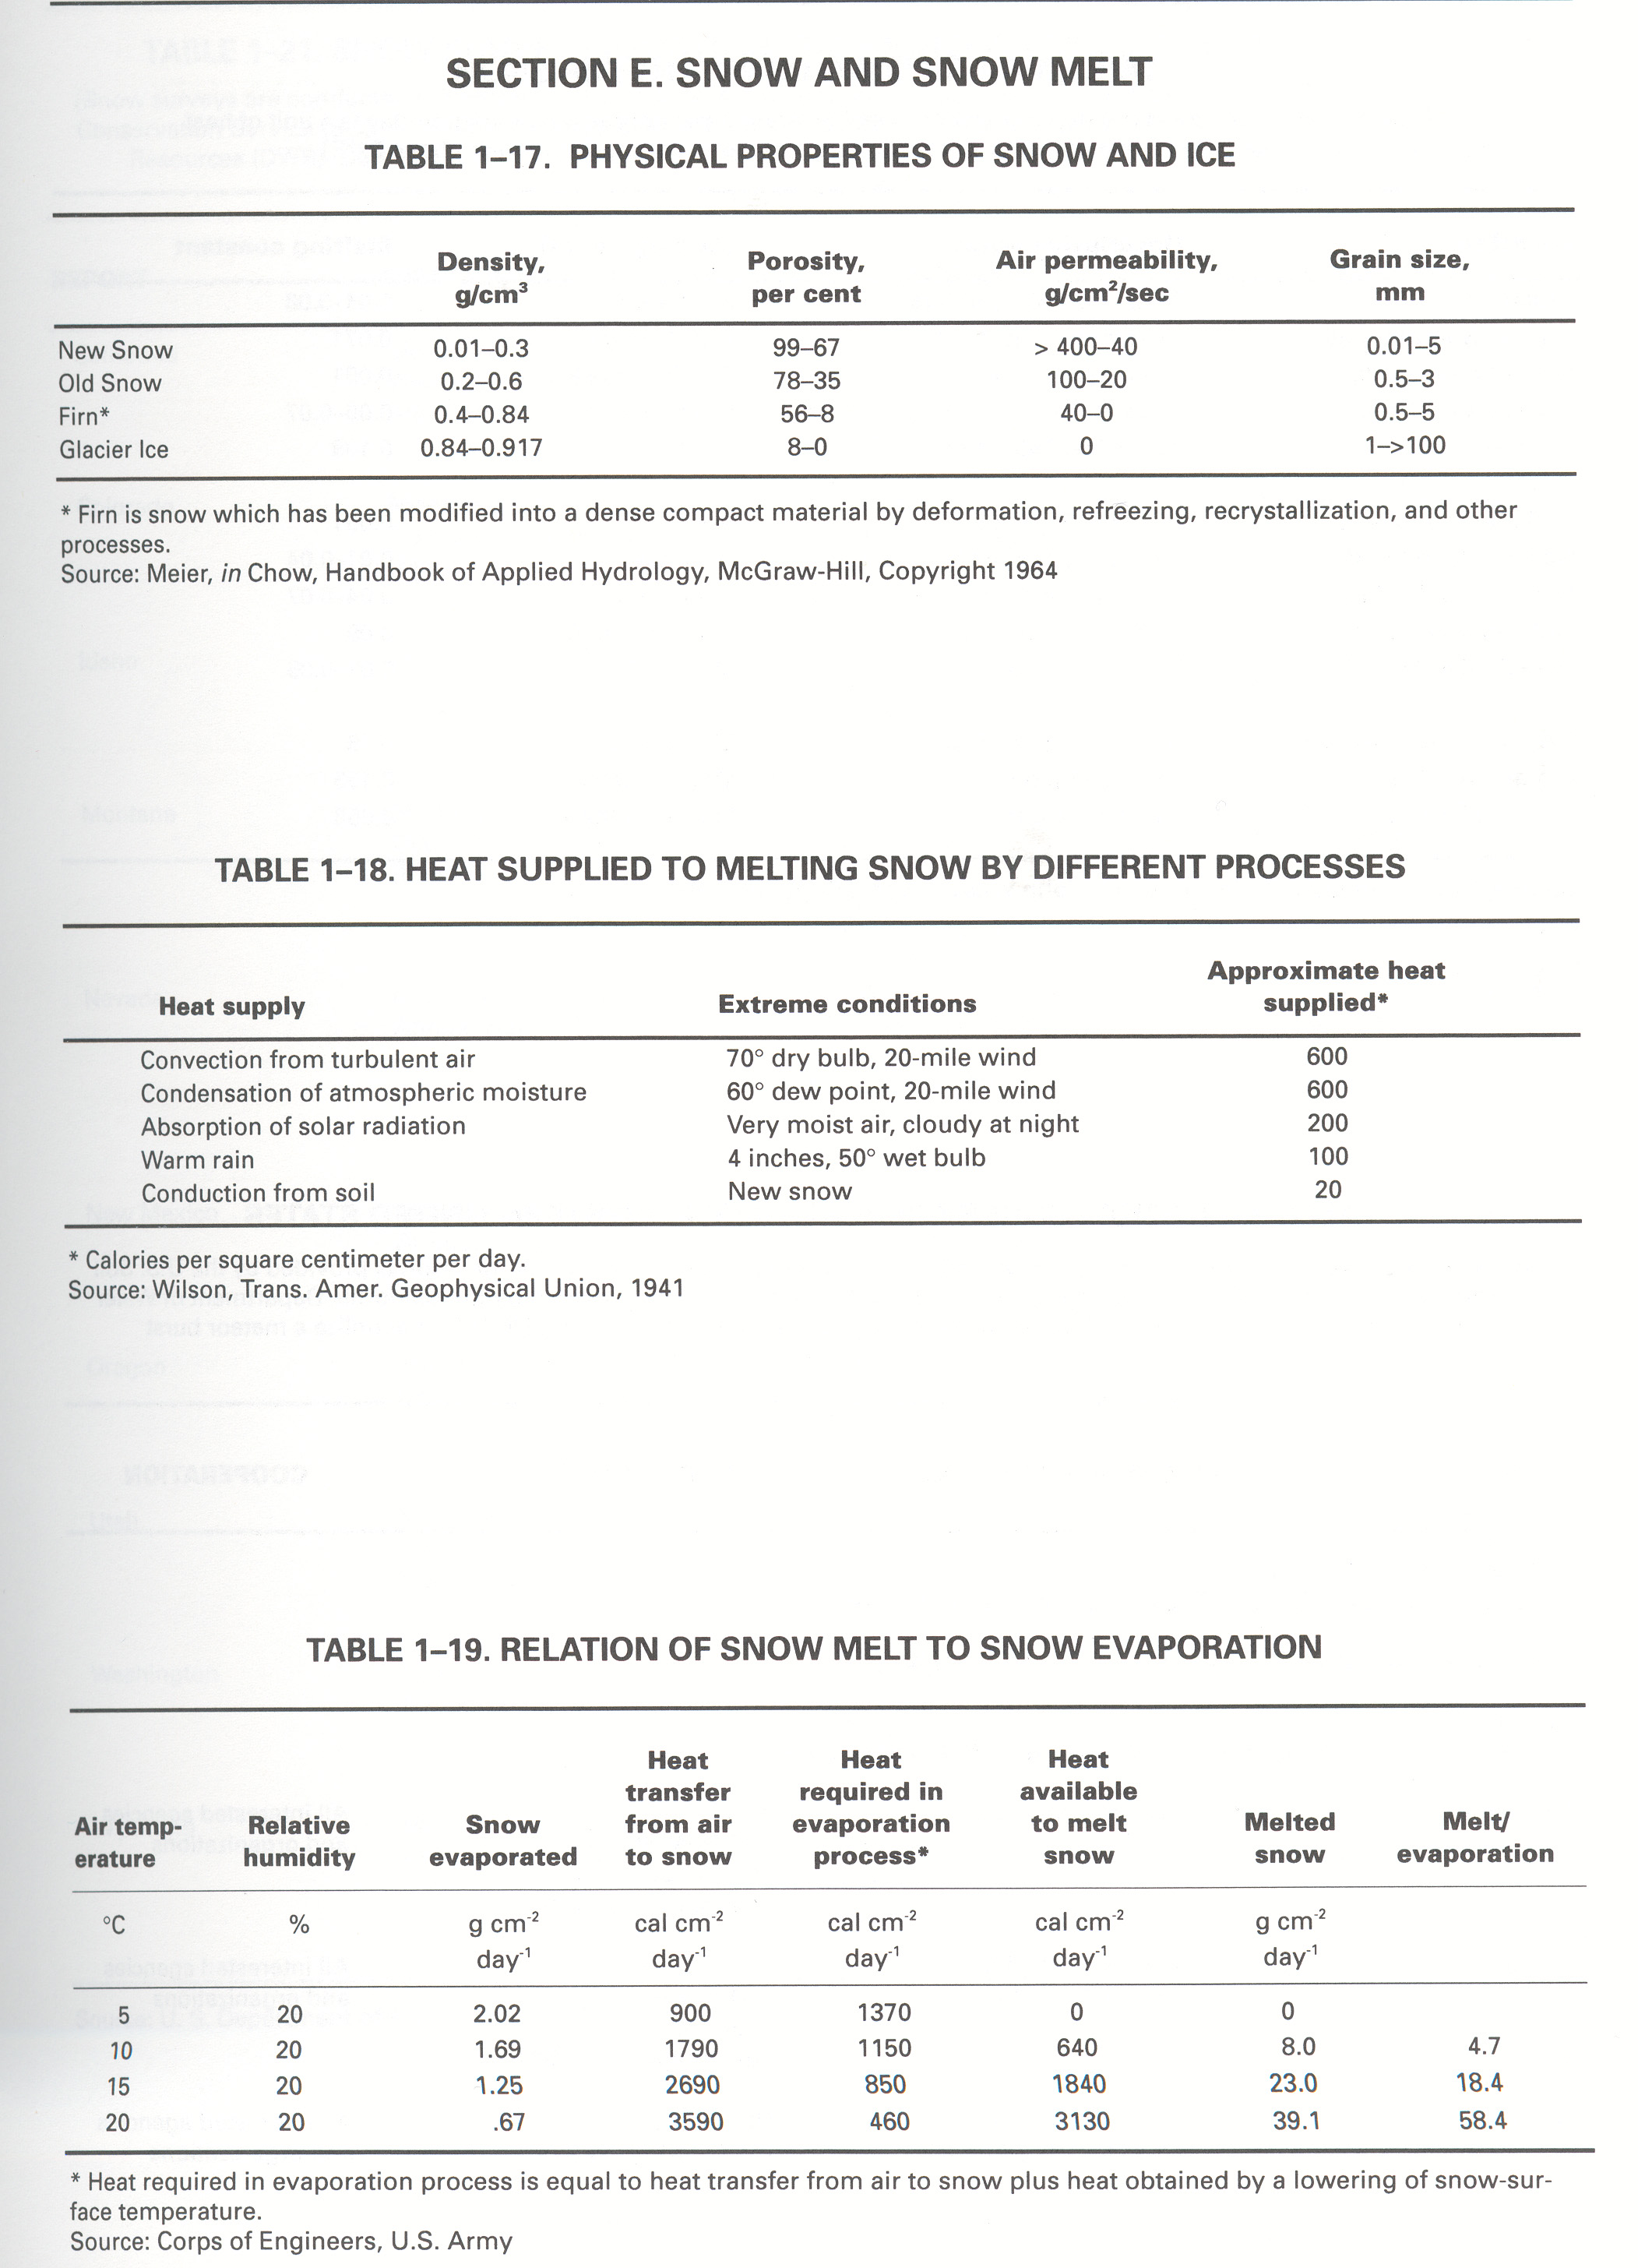 SECTION E. SNOW AND SNOW MELT
TABLE 1–17. PHYSICAL PROPERTIES OF SNOW AND ICE
Density, Porosity, Air permeability, Grain size,
g/cm³ per cent g/cm²/sec mm
New Snow 0.01–0.3 99–67 > 400–40 0.01–5
Old Snow 0.2–0.6 78–35 100–20 0.5–3
Firn* 0.4–0.84 56–8 40–0 0.5–5
Glacier Ice 0.84–0.917 8–0 0 1–>100
* Firn is snow which has been modified into a dense compact material by deformation, refreezing, recrystallization, and other
processes.
Source: Meier, in Chow, Handbook of Applied Hydrology, McGraw-Hill, Copyright 1964
TABLE 1–18. HEAT SUPPLIED TO MELTING SNOW BY DIFFERENT PROCESSES
Approximate heat
Heat supply Extreme conditions supplied*
Convection from turbulent air 70° dry bulb, 20-mile wind 600
Condensation of atmospheric moisture 60° dew point, 20-mile wind 600
Absorption of solar radiation Very moist air, cloudy at night 200
Warm rain 4 inches, 50° wet bulb 100
Conduction from soil New snow 20
* Calories per square centimeter per day.
Source: Wilson, Trans. Amer. Geophysical Union, 1941
TABLE 1–19. RELATION OF SNOW MELT TO SNOW EVAPORATION
Heat Heat Heat
transfer required in available
Air temp- Relative Snow from air evaporation to melt Melted Melt/
erature humidity evaporated to snow process* snow snow evaporation
°C % g cm⁻² cal cm⁻² cal cm⁻² cal cm⁻² g cm⁻²
day⁻¹ day⁻¹ day⁻¹ day⁻¹ day⁻¹
5 20 2.02 900 1370 0 0
10 20 1.69 1790 1150 640 8.0 4.7
15 20 1.25 2690 850 1840 23.0 18.4
20 20 .67 3590 460 3130 39.1 58.4
* Heat required in evaporation process is equal to heat transfer from air to snow plus heat obtained by a lowering of snow-sur-
face temperature.
Source: Corps of Engineers, U.S. Army